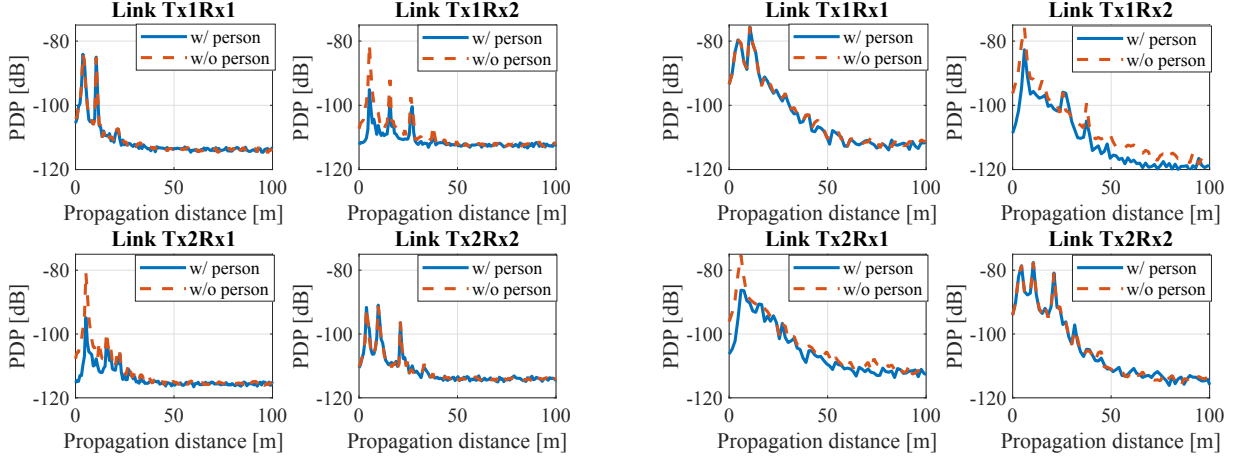 Link Tx1Rx1
w/ person
w/o person
-80
-100
-120
PDP [dB]
0 50 100
Propagation distance [m]
Link Tx1Rx2
w/ person
w/o person
-80
-100
-120
PDP [dB]
0 50 100
Propagation distance [m]
Link Tx1Rx1
w/ person
w/o person
-80
-100
-120
PDP [dB]
0 50 100
Propagation distance [m]
Link Tx1Rx2
w/ person
w/o person
-80
-100
-120
PDP [dB]
0 50 100
Propagation distance [m]
Link Tx2Rx1
w/ person
w/o person
-80
-100
-120
PDP [dB]
0 50 100
Propagation distance [m]
Link Tx2Rx2
w/ person
w/o person
-80
-100
-120
PDP [dB]
0 50 100
Propagation distance [m]
Link Tx2Rx1
w/ person
w/o person
-80
-100
-120
PDP [dB]
0 50 100
Propagation distance [m]
Link Tx2Rx2
w/ person
w/o person
-80
-100
-120
PDP [dB]
0 50 100
Propagation distance [m]